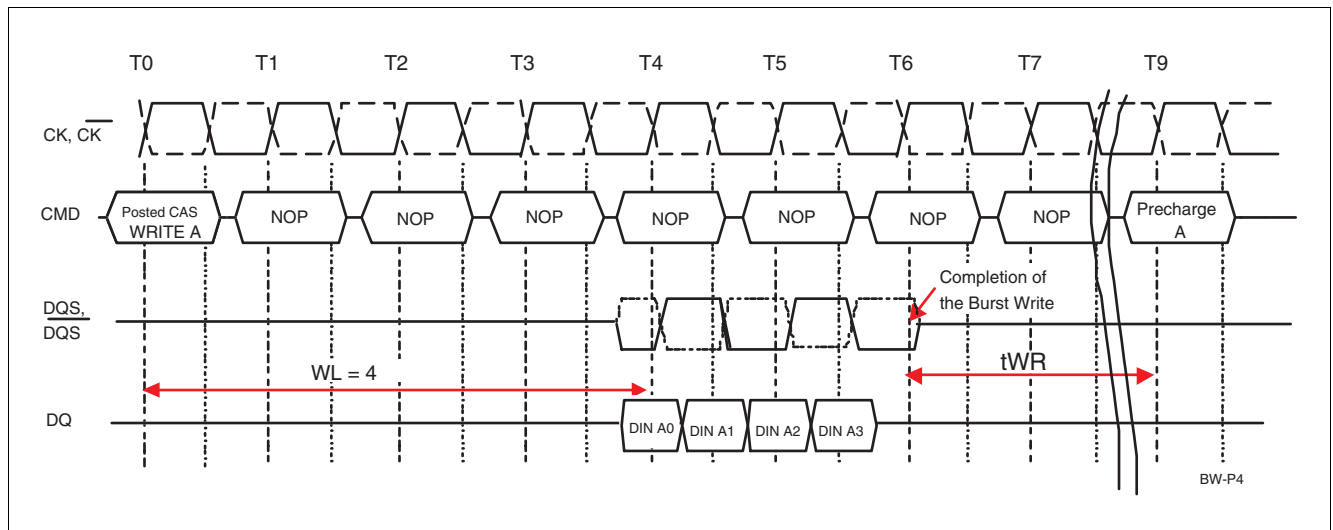 T0 T1 T2 T3 T4 T5 T6 T7 T9
CK, CK
CMD
Posted CAS
WRITE A
NOP NOP NOP NOP NOP NOP NOP
Precharge
A
DQS,
DQS
Completion of
the Burst Write
WL = 4
tWR
DQ
DIN A0 DIN A1 DIN A2 DIN A3
BW-P4